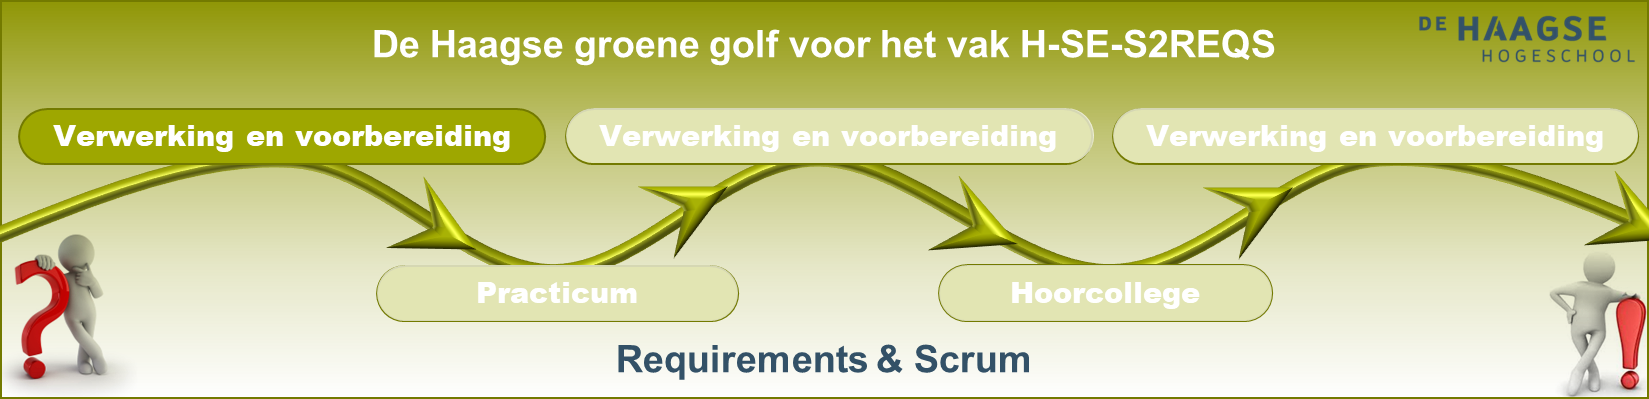 De Haagse groene golf voor het vak H-SE-S2REQS
DE HAAGSE
HOGESCHOOL
Verwerking en voorbereiding
Verwerking en voorbereiding
Verwerking en voorbereiding
Practicum
Hoorcollege
Requirements & Scrum